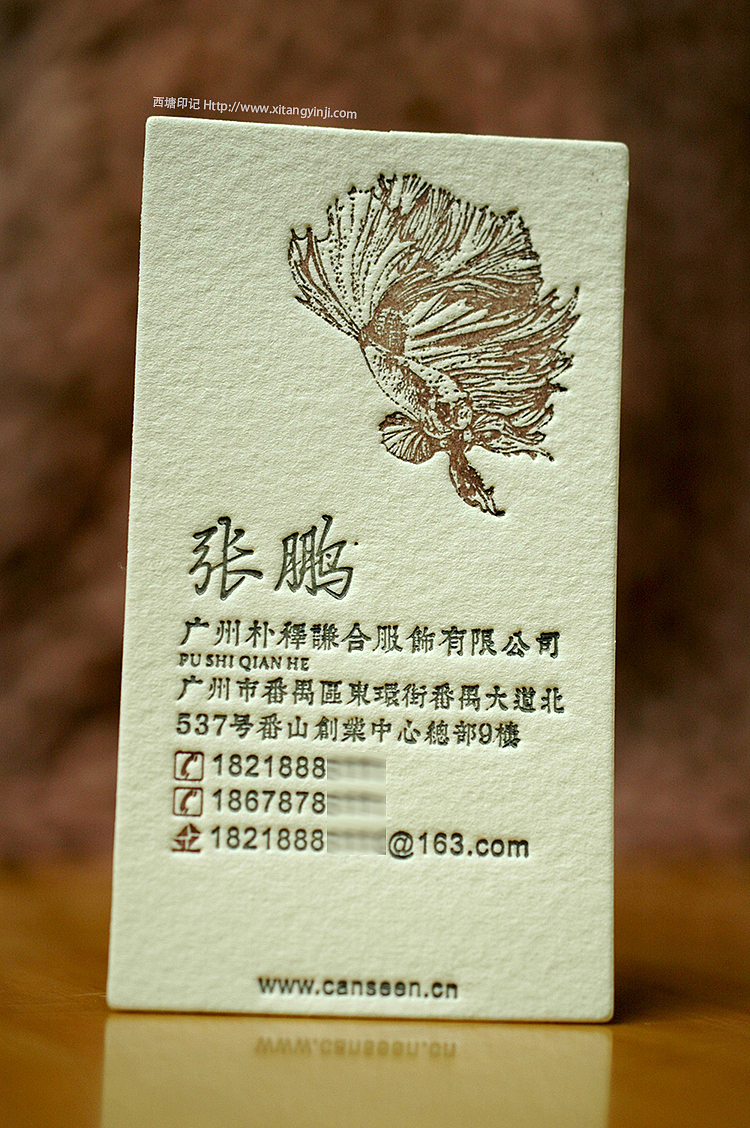 西塘印记 Http://www.xitangyinji.com
张鹏
广州朴釋謙合服飾有限公司
PU SHI QIAN HE
广州市番禺區東環街番禺大道北
537号番山創業中心總部9樓
1821888
1867878
1821888 @163.com
www.canseen.cn